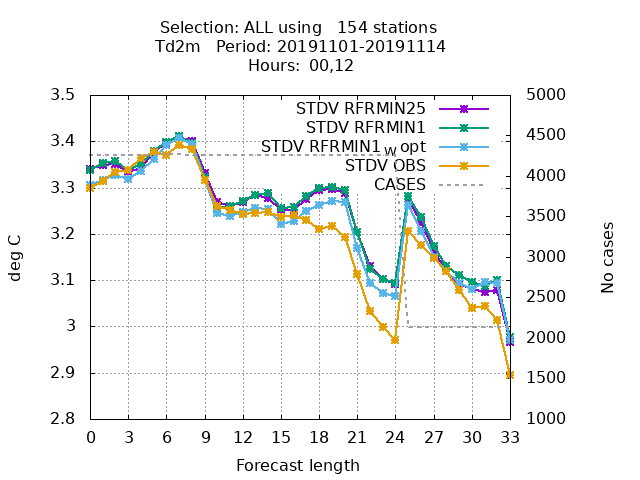 Selection: ALL using   154 stations
Td2m   Period: 20191101-20191114
Hours: 00,12
3.5
3.4
3.3
3.2
3.1
3
2.9
2.8
deg C
STDV RFRMIN25
STDV RFRMIN1
STDV RFRMIN1wopt
STDV OBS
CASES
5000
4500
4000
3500
3000
2500
2000
1500
1000
No cases
0 3 6 9 12 15 18 21 24 27 30 33
Forecast length